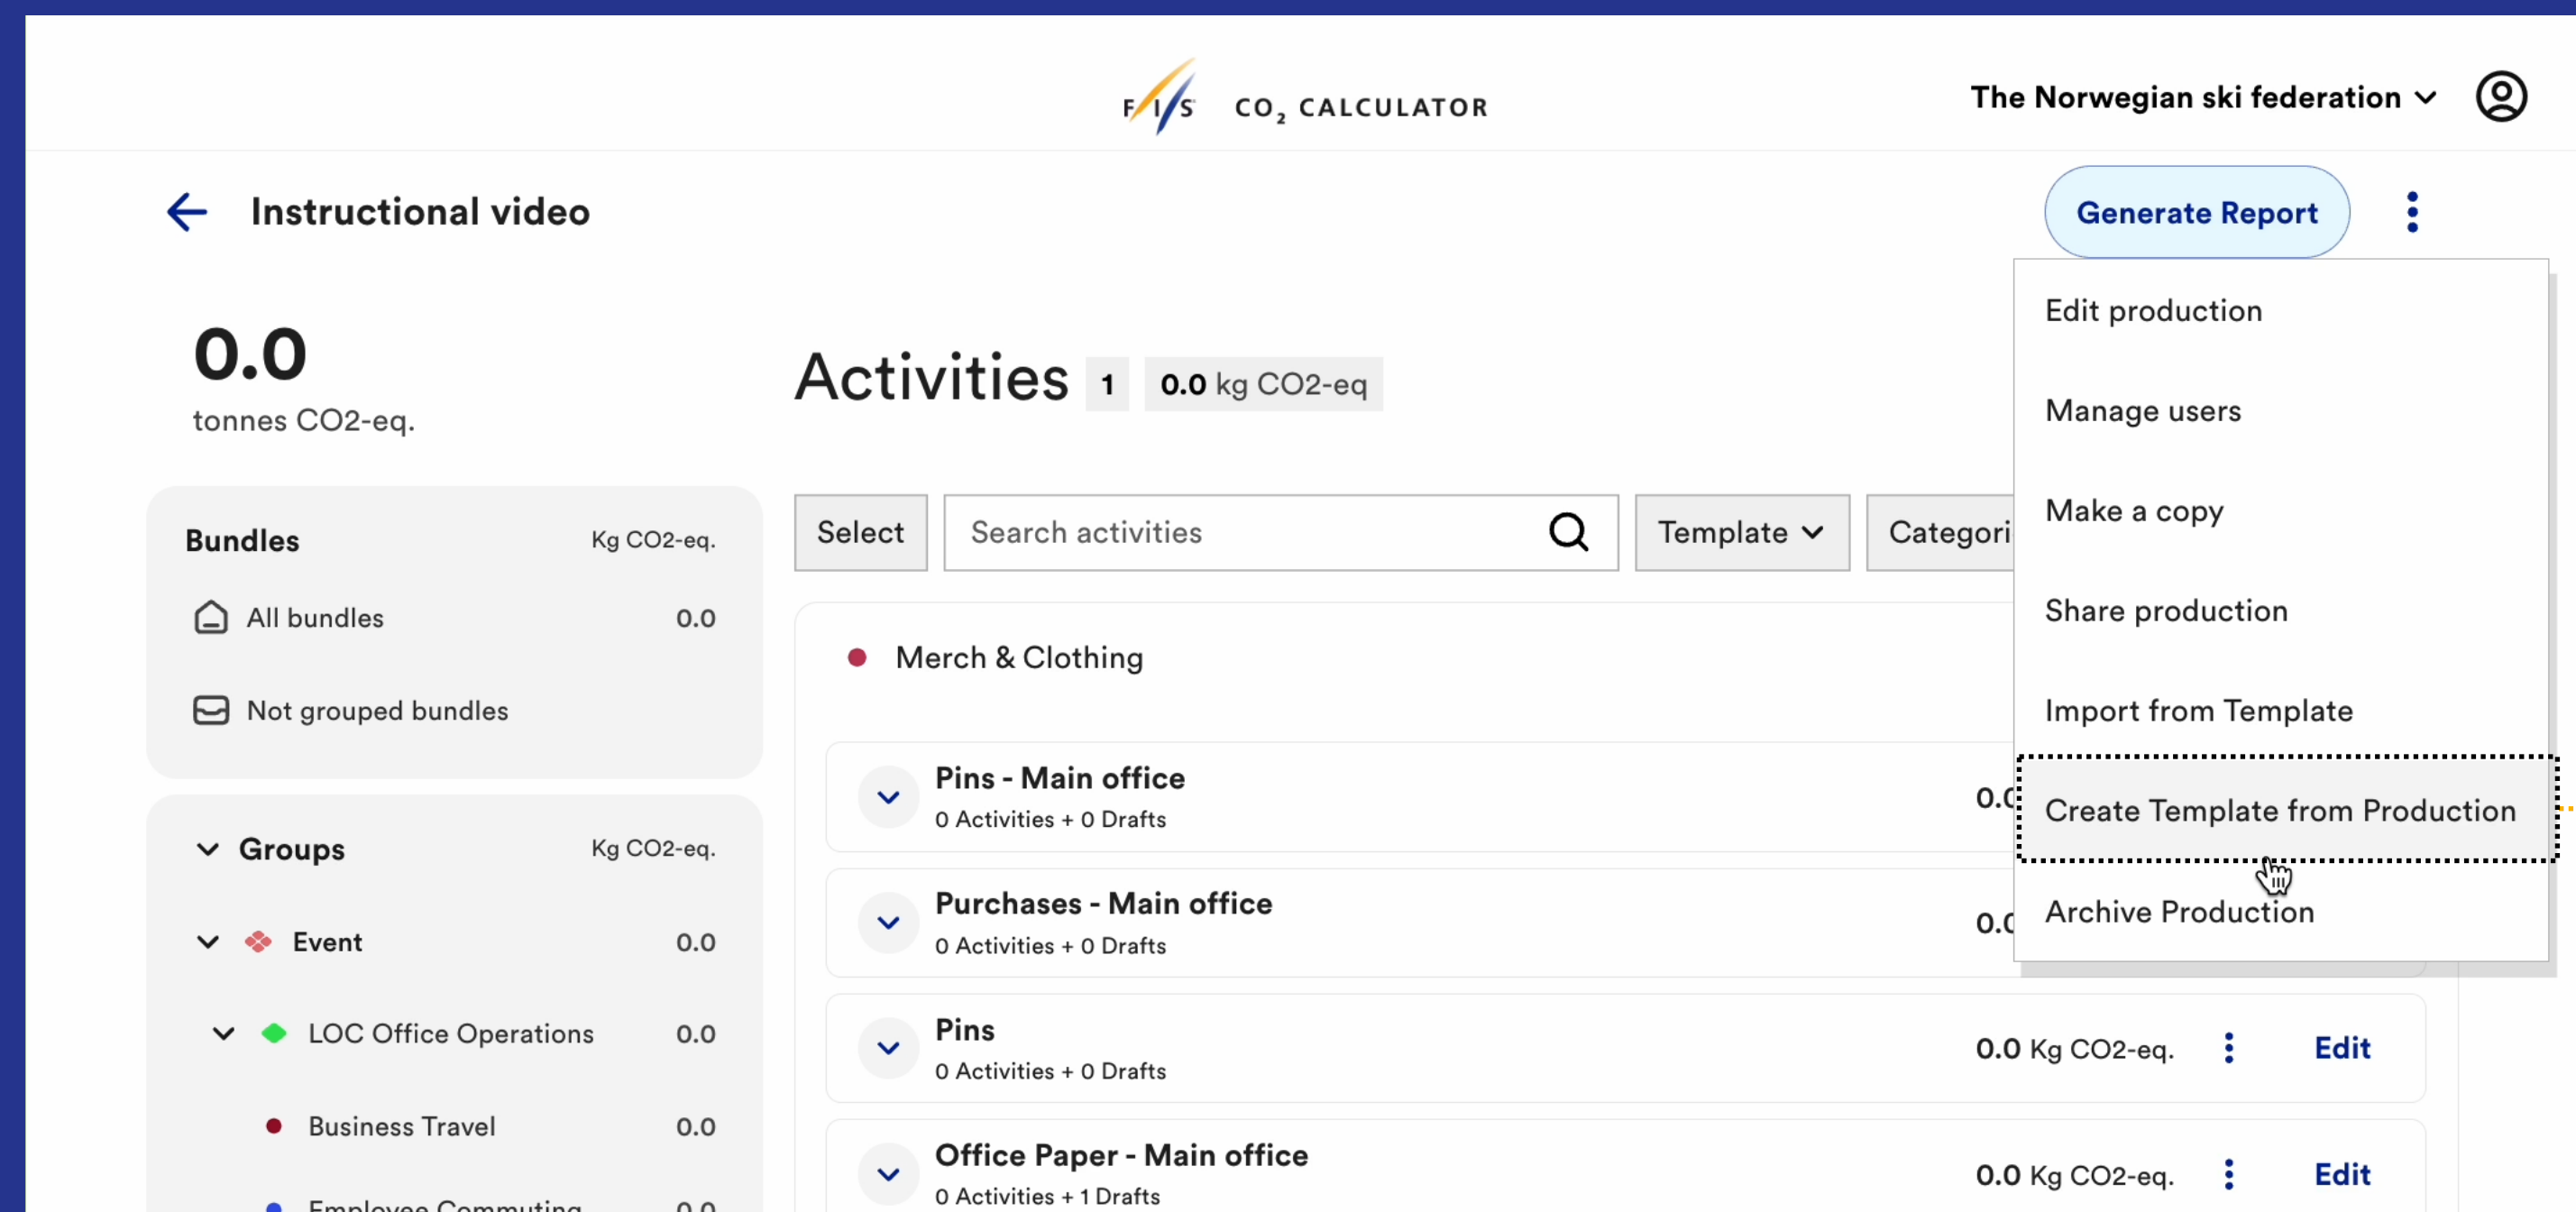 FIS CO₂ CALCULATOR
The Norwegian ski federation
Instructional video
Generate Report
0.0
tonnes CO2-eq.
Activities 1 0.0 kg CO2-eq
Edit production
Manage users
Make a copy
Share production
Import from Template
Create Template from Production
Archive Production
Bundles Kg CO2-eq.
All bundles 0.0
Not grouped bundles
Groups Kg CO2-eq.
Event 0.0
LOC Office Operations 0.0
Business Travel 0.0
Employee Commuting 0.0
Select Search activities Template
Merch & Clothing
Pins - Main office
0 Activities + 0 Drafts
Purchases - Main office
0 Activities + 0 Drafts
Pins
0 Activities + 0 Drafts
0.0 Kg CO2-eq. Edit
Office Paper - Main office
0 Activities + 1 Drafts
0.0 Kg CO2-eq. Edit